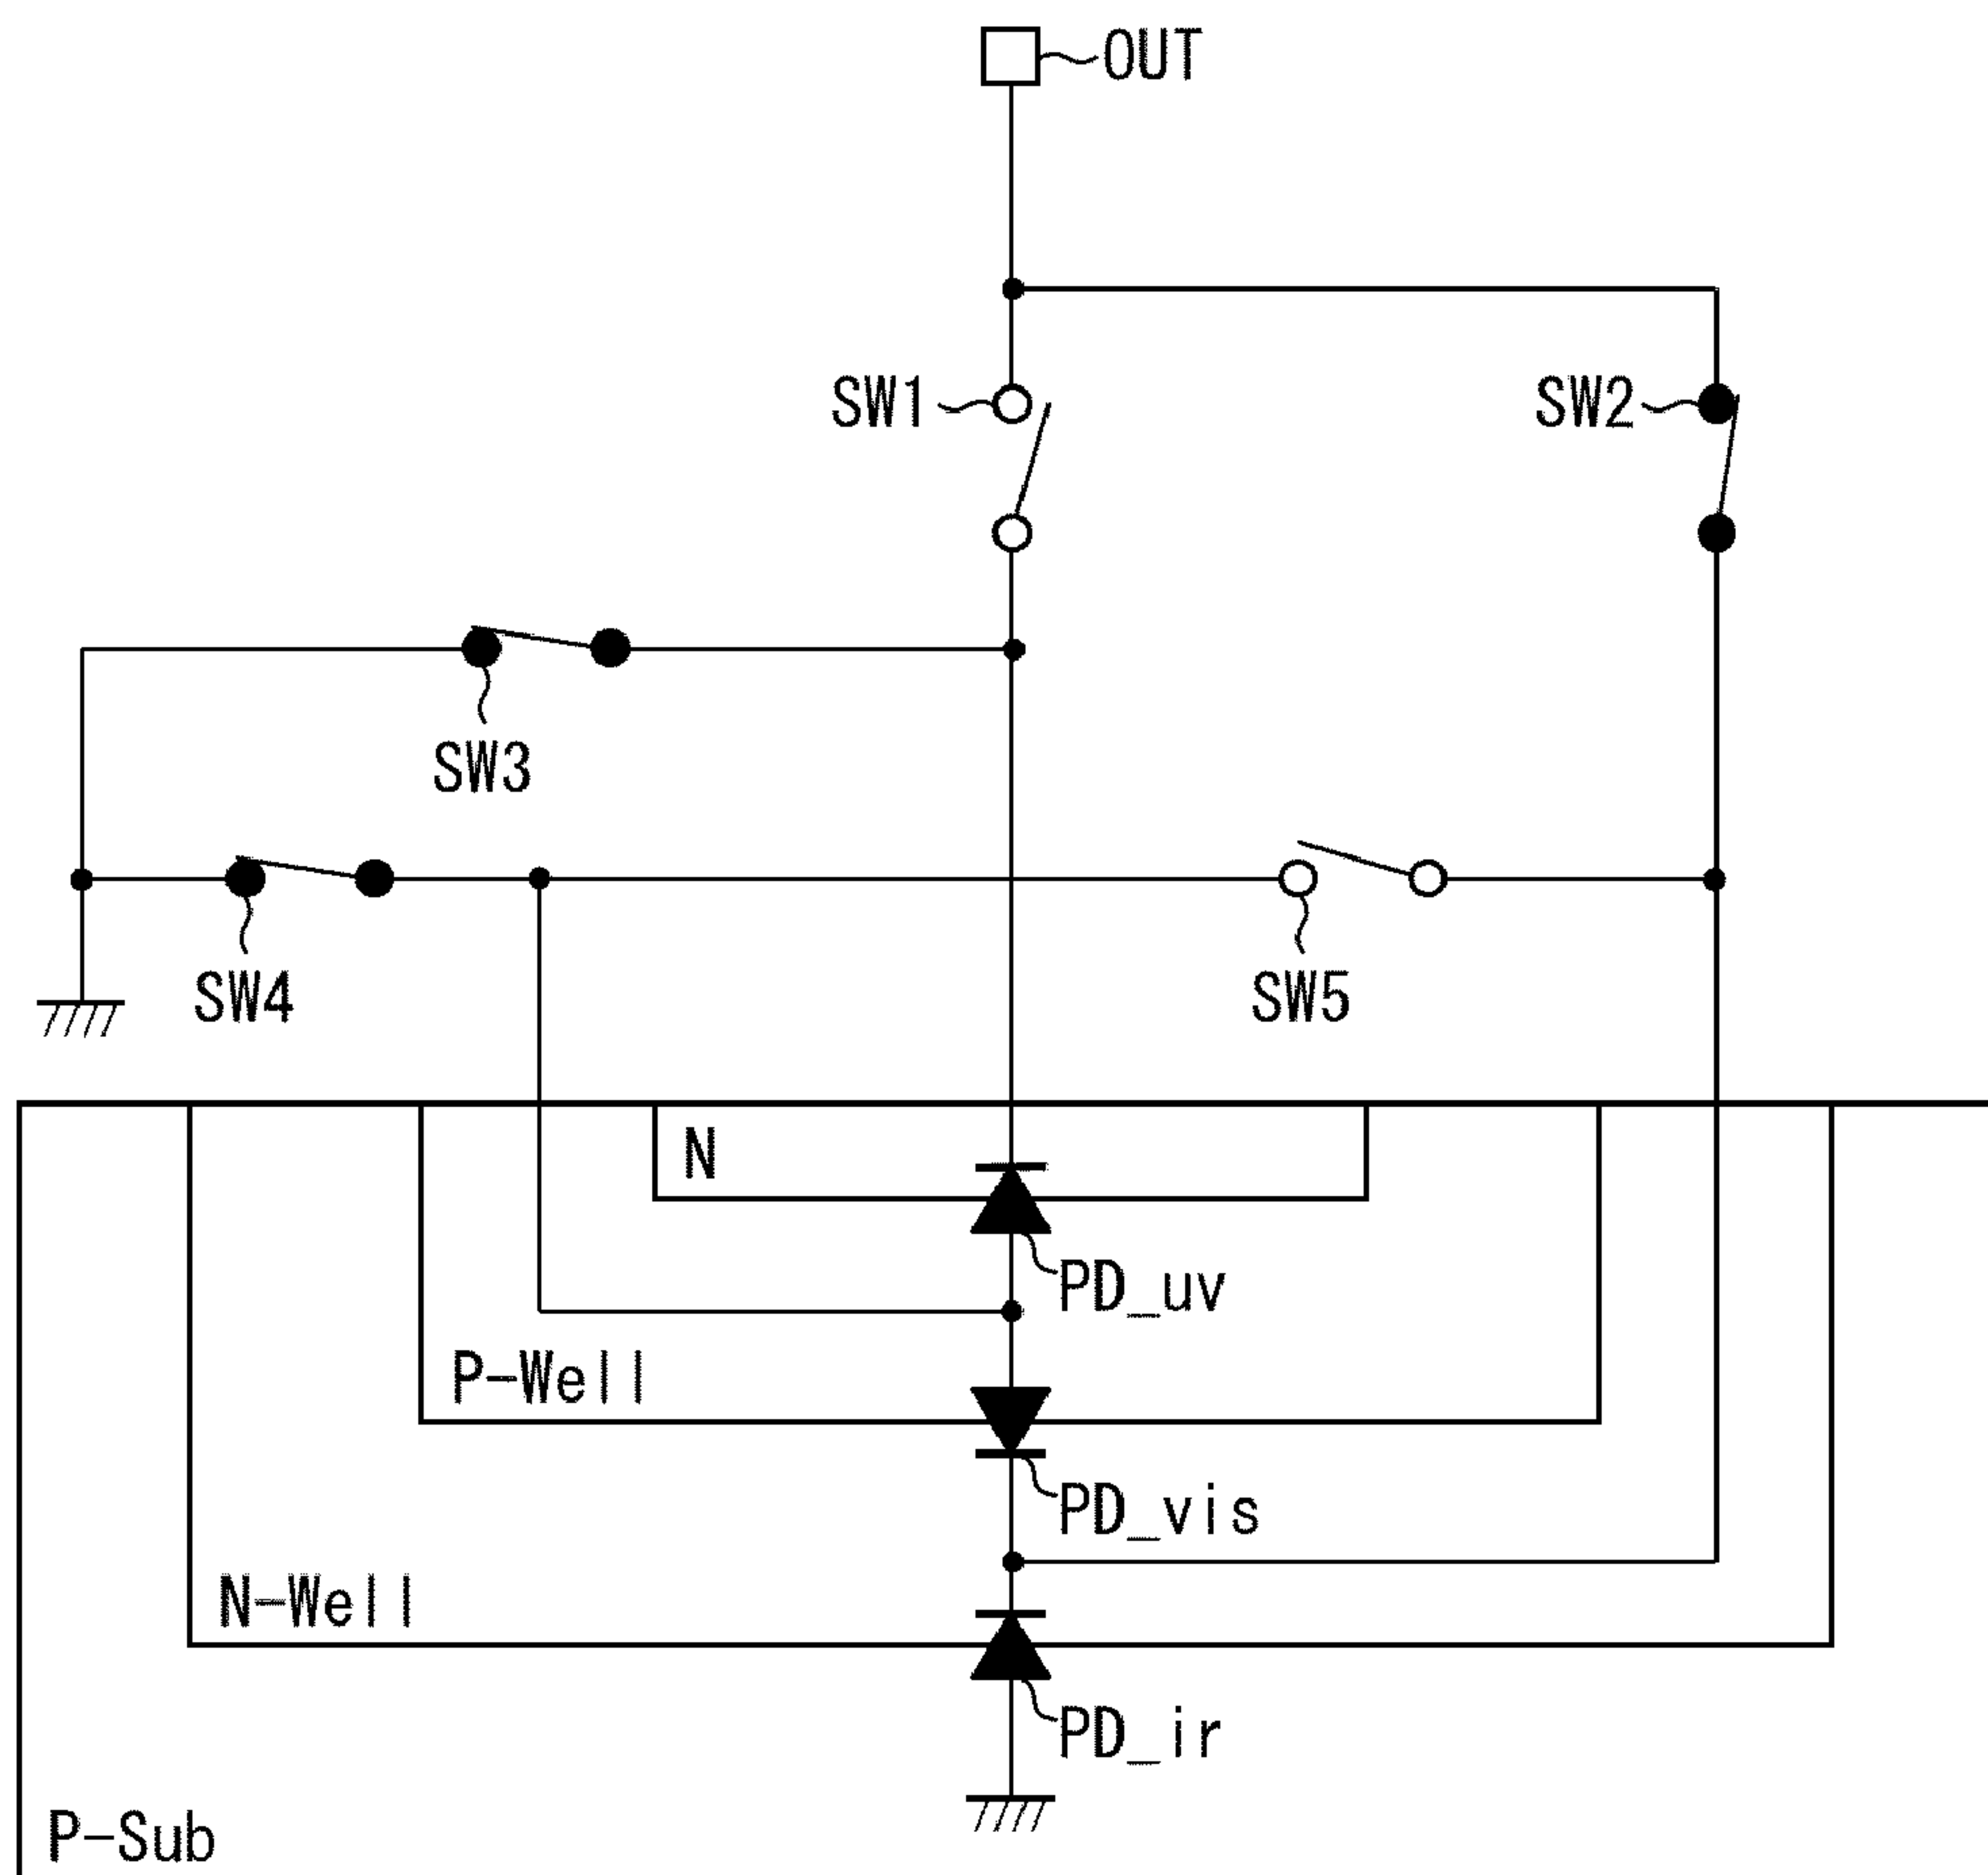 OUT
SW1
SW2
SW3
SW4
SW5
N
PD_uv
P-Well
PD_vis
N-Well
PD_ir
P-Sub